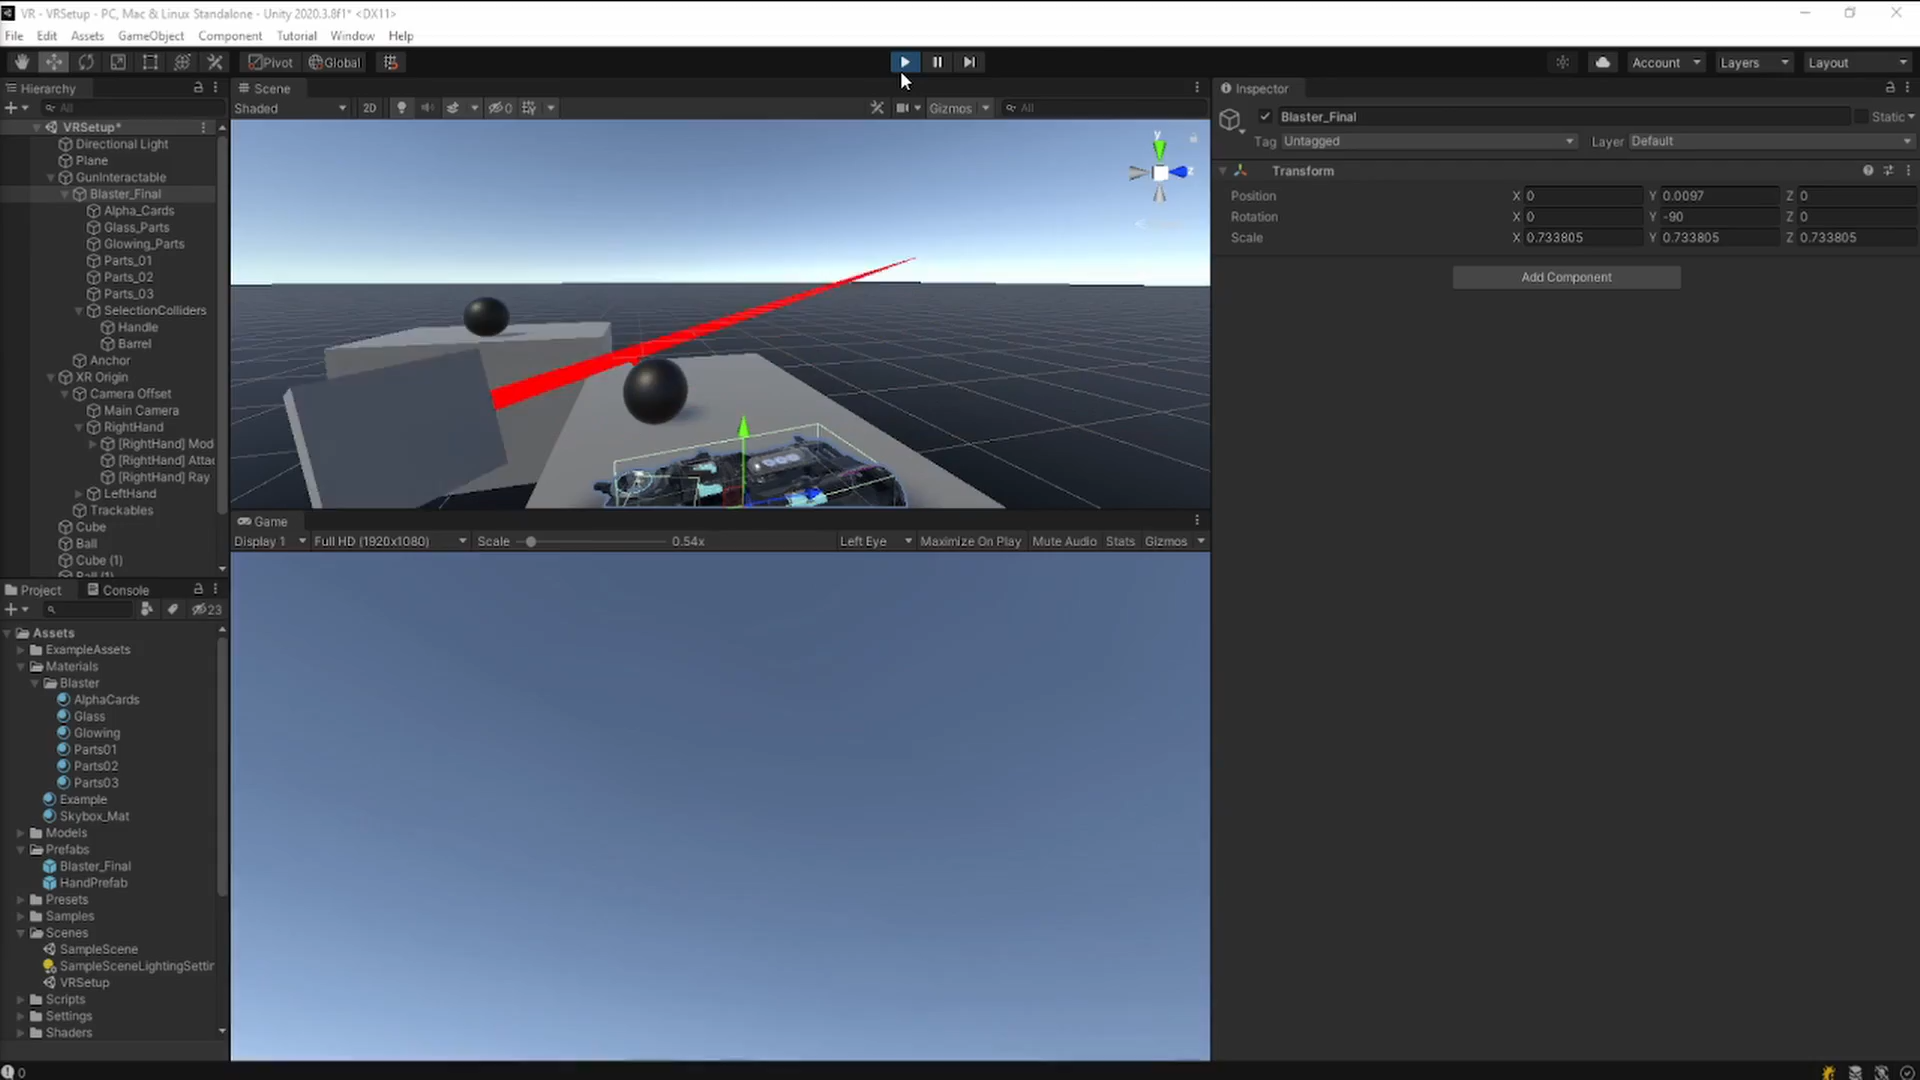 VR - VRSetup - PC, Mac & Linux Standalone - Unity 2020.3.8f1* <DX11>
File Edit Assets GameObject Component Tutorial Window Help
Pivot Global Account Layers Layout
Hierarchy
All
VRSetup*
Directional Light
Plane
GunInteractable
Blaster_Final
Alpha_Cards
Glass_Parts
Glowing_Parts
Parts_01
Parts_02
Parts_03
SelectionColliders
Handle
Barrel
Anchor
XR Origin
Camera Offset
Main Camera
RightHand
[RightHand] Mod
[RightHand] Attac
[RightHand] Ray
LeftHand
Trackables
Cube
Ball
Cube (1)
Ball (1)
Scene
Shaded 2D 0 Gizmos All
y
z
Game
Display 1 Full HD (1920x1080) Scale 0.54x Left Eye Maximize On Play Mute Audio Stats Gizmos
Project Console
23
Assets
ExampleAssets
Materials
Blaster
AlphaCards
Glass
Glowing
Parts01
Parts02
Parts03
Example
Skybox_Mat
Models
Prefabs
Blaster_Final
HandPrefab
Presets
Samples
Scenes
SampleScene
SampleSceneLightingSettin
VRSetup
Scripts
Settings
Shaders
0
Inspector
Blaster_Final Static
Tag Untagged Layer Default
Transform
Position X 0 Y 0.0097 Z 0
Rotation X 0 Y -90 Z 0
Scale X 0.733805 Y 0.733805 Z 0.733805
Add Component